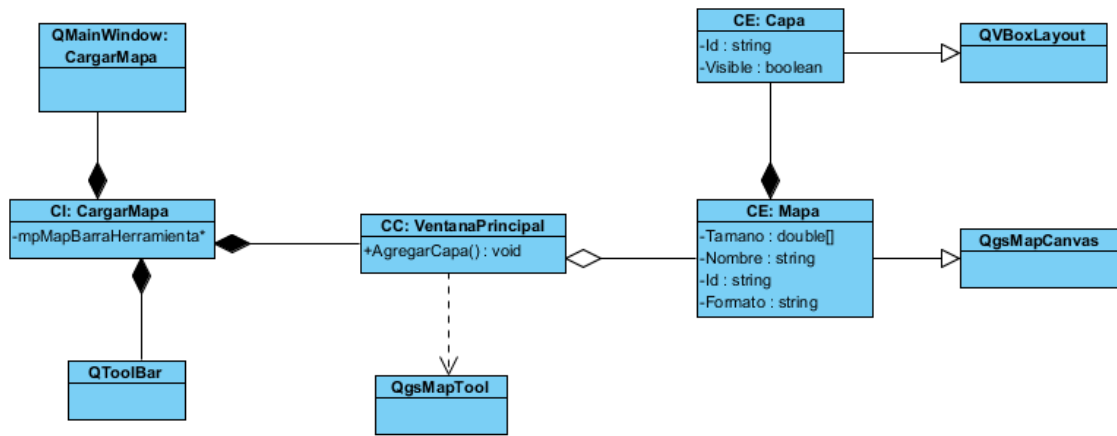 QMainWindow:
CargarMapa
CE: Capa
-Id : string
-Visible : boolean
QVBoxLayout
CI: CargarMapa
-mpMapBarraHerramienta*
CC: VentanaPrincipal
+AgregarCapa() : void
CE: Mapa
-Tamano : double[]
-Nombre : string
-Id : string
-Formato : string
QgsMapCanvas
QToolBar
QgsMapTool